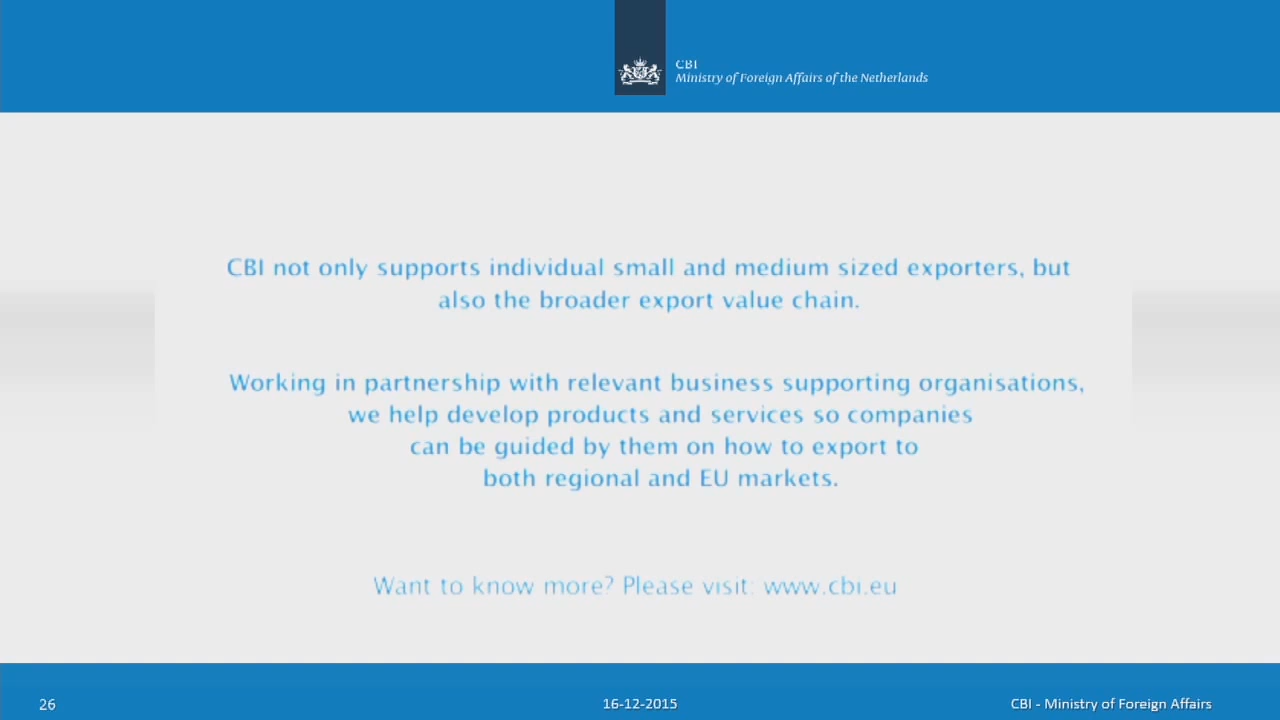 CBI
Ministry of Foreign Affairs of the Netherlands
CBI not only supports individual small and medium sized exporters, but
also the broader export value chain.
Working in partnership with relevant business supporting organisations,
we help develop products and services so companies
can be guided by them on how to export to
both regional and EU markets.
Want to know more? Please visit: www.cbi.eu
26
16-12-2015
CBI - Ministry of Foreign Affairs